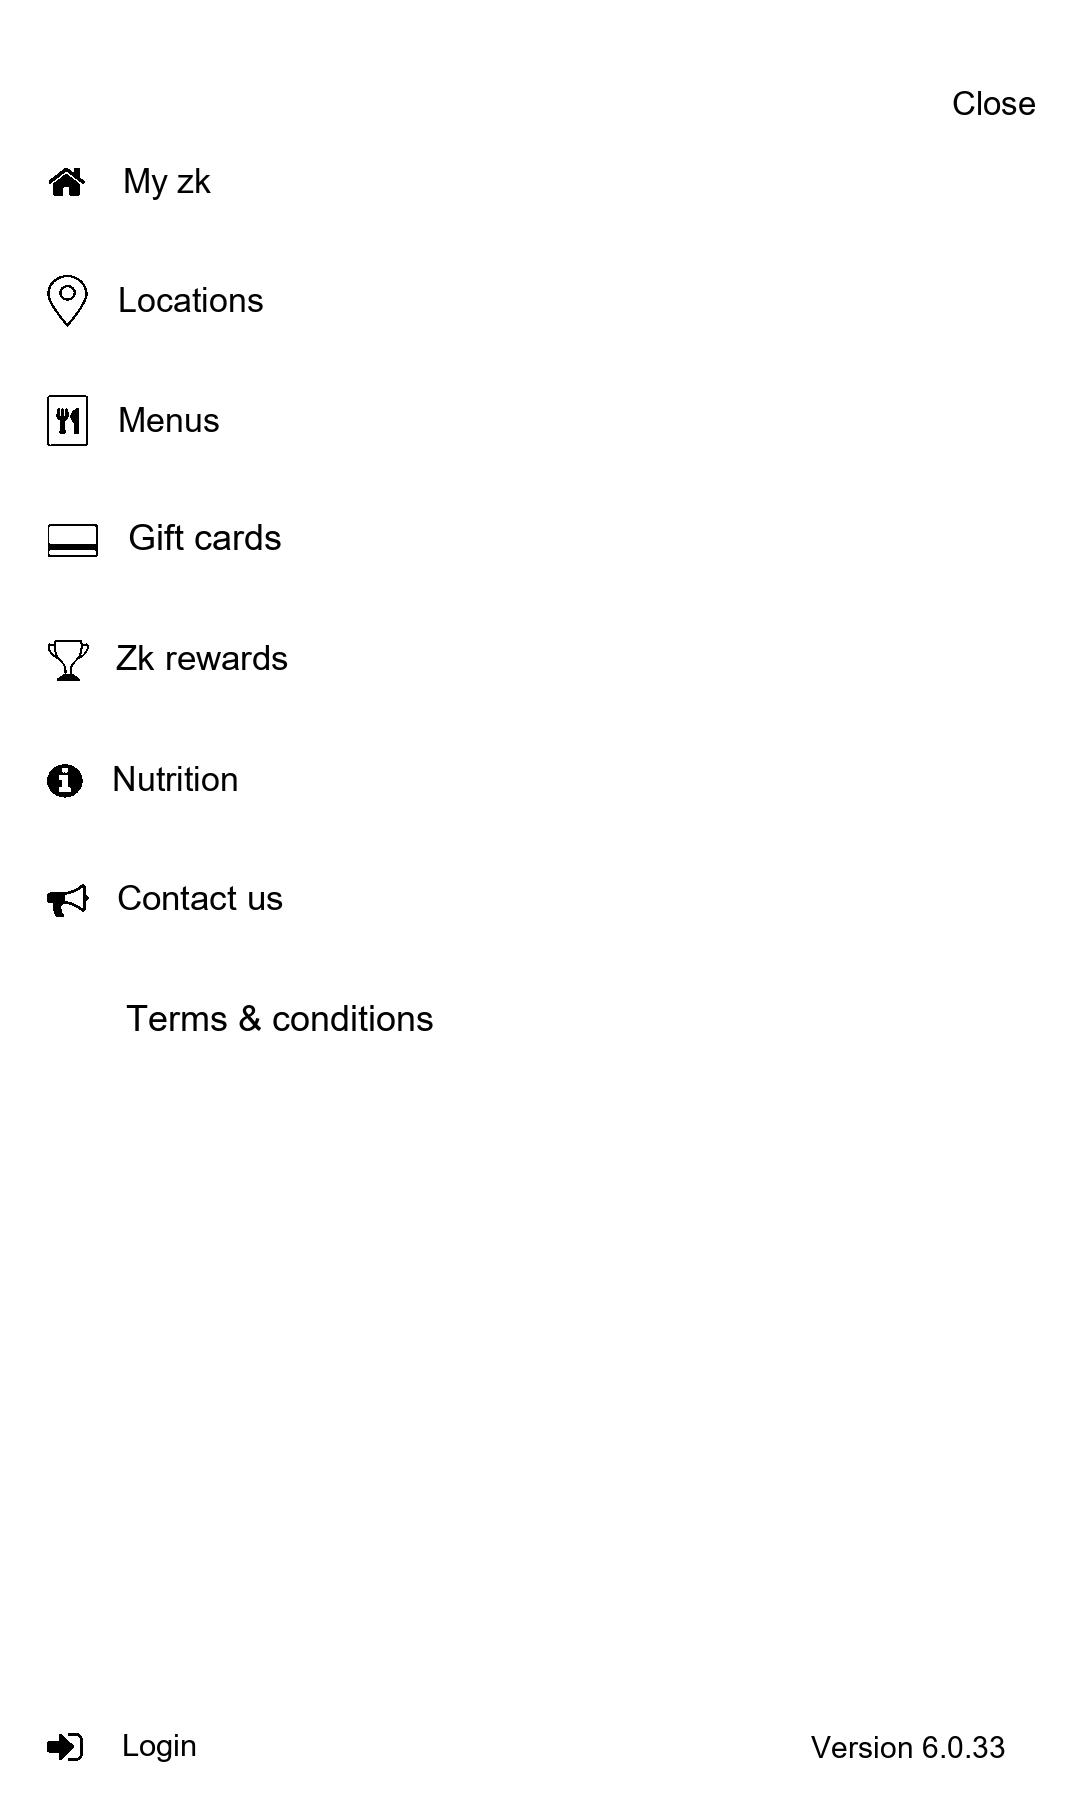 Close
My zk
Locations
Menus
Gift cards
Zk rewards
Nutrition
Contact us
Terms & conditions
Login
Version 6.0.33